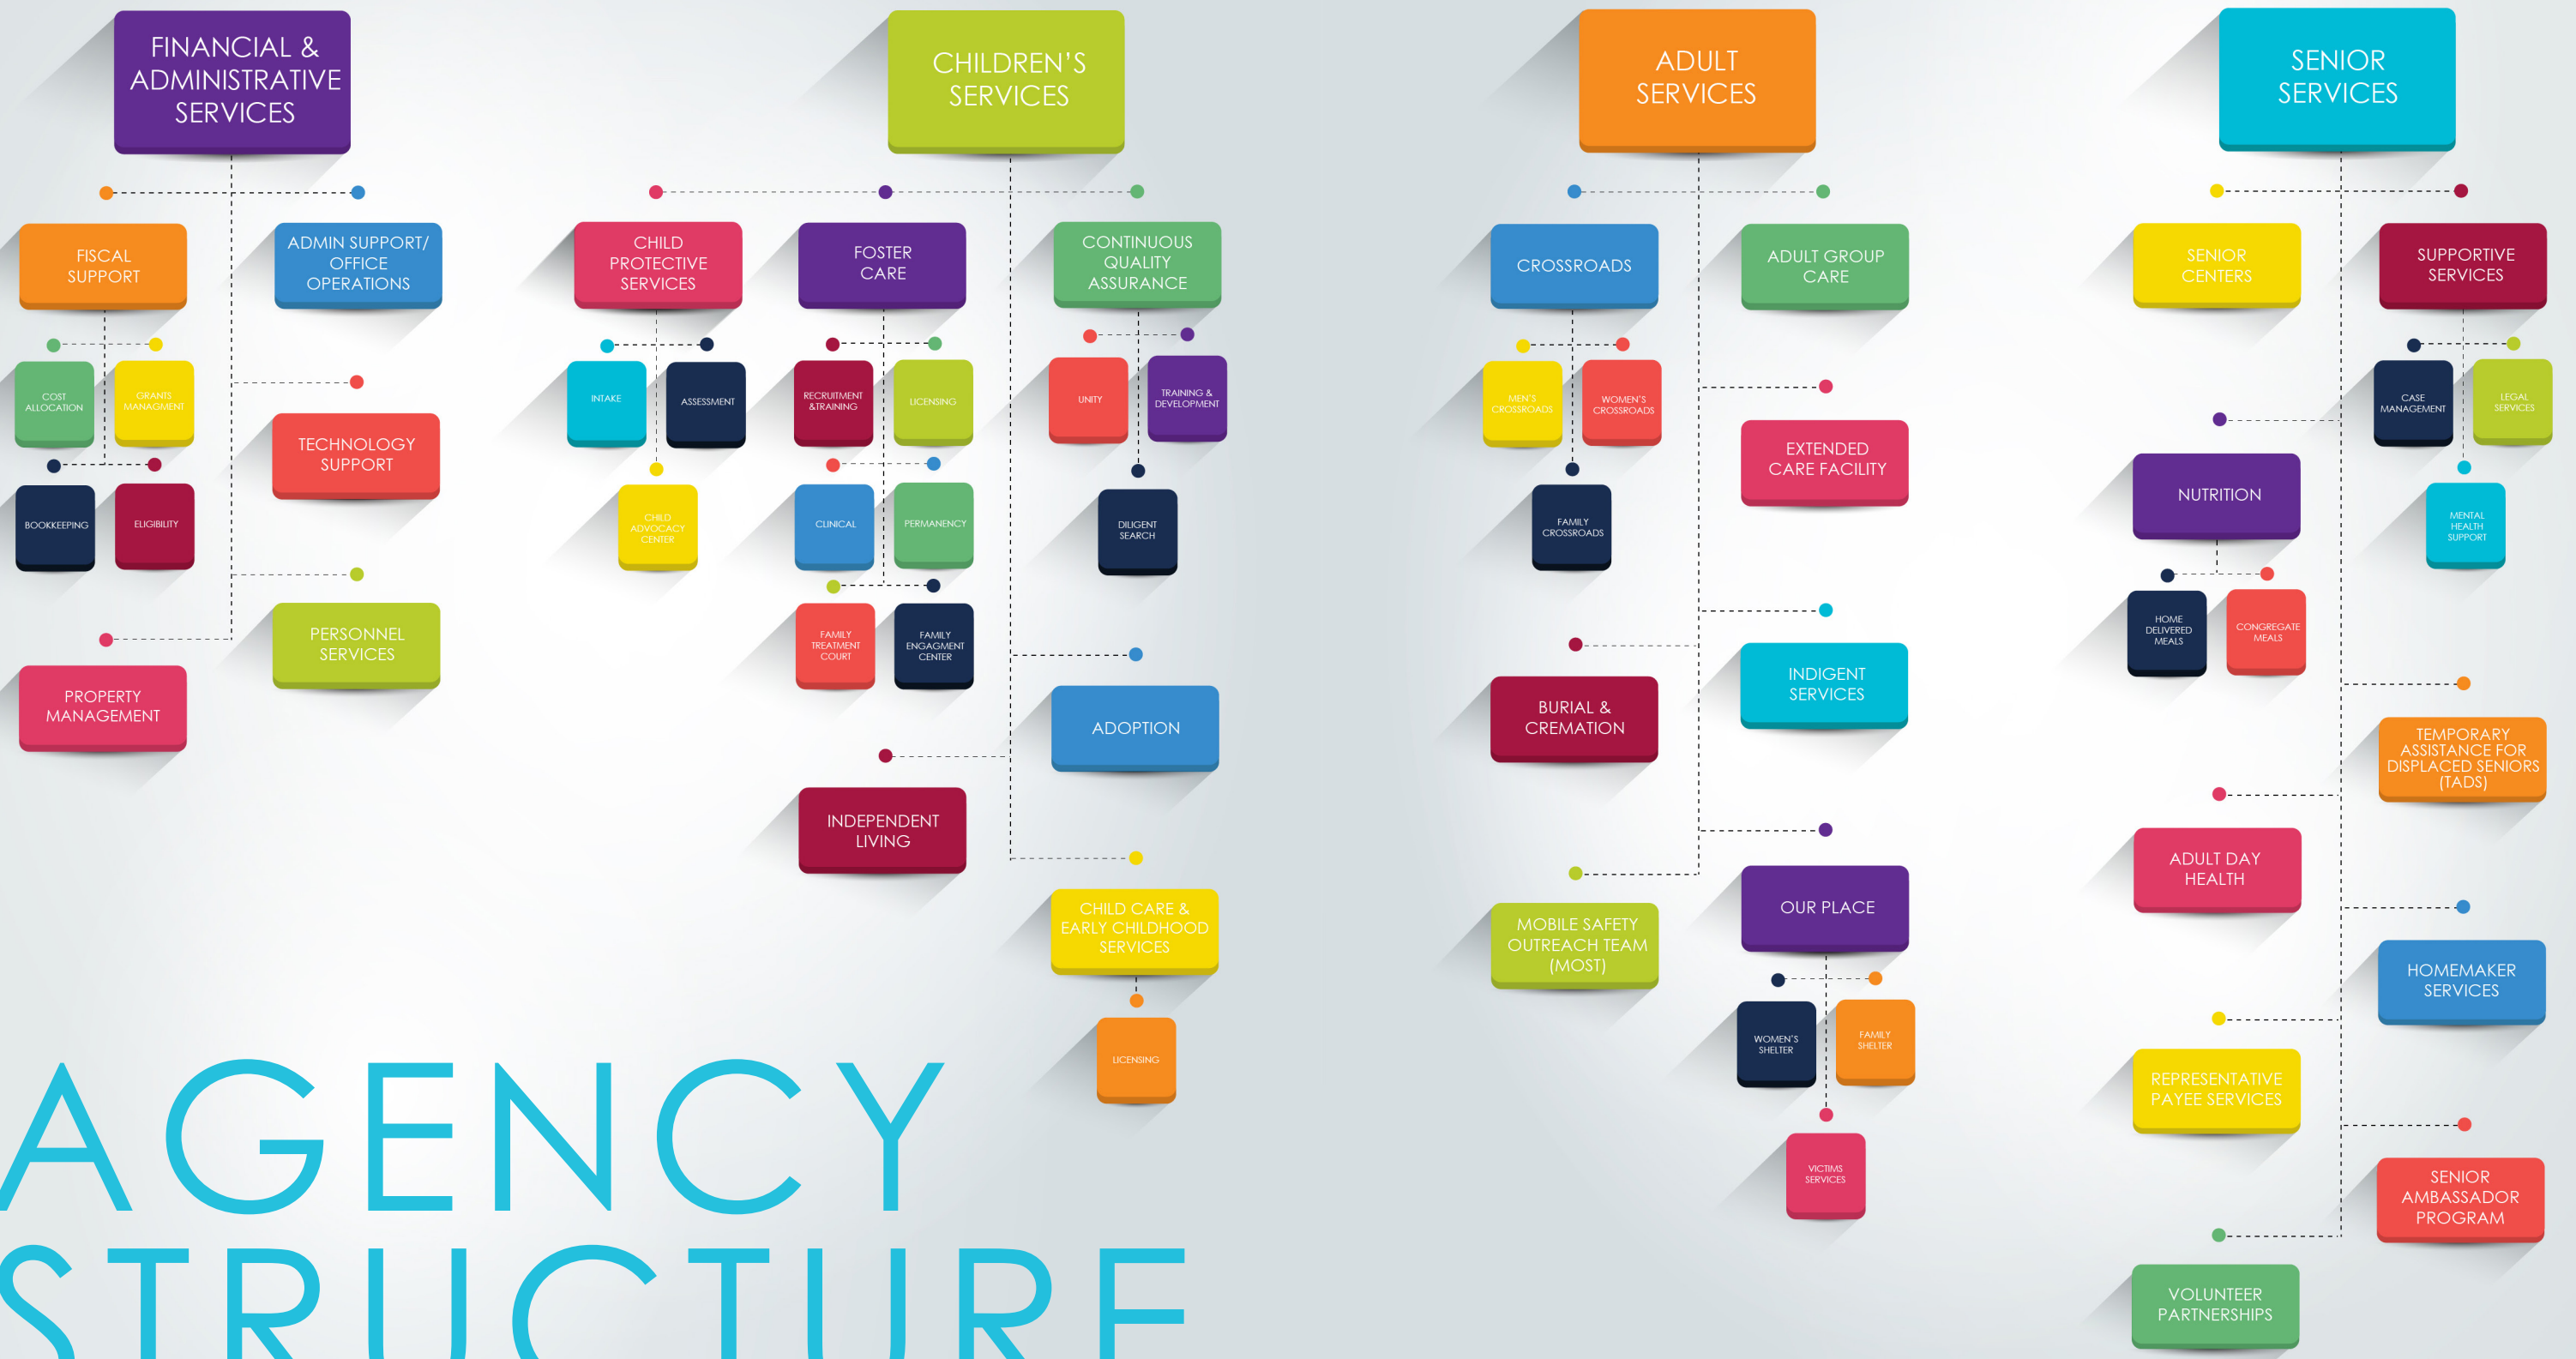 FINANCIAL &
ADMINISTRATIVE
SERVICES
FISCAL
SUPPORT
ADMIN SUPPORT/
OFFICE
OPERATIONS
COST
ALLOCATION
GRANTS
MANAGMENT
BOOKKEEPING
ELIGIBILITY
TECHNOLOGY
SUPPORT
PERSONNEL
SERVICES
PROPERTY
MANAGEMENT
CHILDREN'S
SERVICES
CHILD
PROTECTIVE
SERVICES
INTAKE
ASSESSMENT
CHILD
ADVOCACY
CENTER
FOSTER
CARE
RECRUITMENT
&TRAINING
LICENSING
CLINICAL
PERMANENCY
FAMILY
TREATMENT
COURT
FAMILY
ENGAGMENT
CENTER
CONTINUOUS
QUALITY
ASSURANCE
UNITY
TRAINING &
DEVELOPMENT
DILIGENT
SEARCH
ADOPTION
INDEPENDENT
LIVING
CHILD CARE &
EARLY CHILDHOOD
SERVICES
LICENSING
ADULT
SERVICES
CROSSROADS
MEN'S
CROSSROADS
WOMEN'S
CROSSROADS
FAMILY
CROSSROADS
ADULT GROUP
CARE
EXTENDED
CARE FACILITY
INDIGENT
SERVICES
BURIAL &
CREMATION
OUR PLACE
WOMEN'S
SHELTER
FAMILY
SHELTER
VICTIMS
SERVICES
MOBILE SAFETY
OUTREACH TEAM
(MOST)
SENIOR
SERVICES
SENIOR
CENTERS
SUPPORTIVE
SERVICES
CASE
MANAGEMENT
LEGAL
SERVICES
MENTAL
HEALTH
SUPPORT
NUTRITION
HOME
DELIVERED
MEALS
CONGREGATE
MEALS
TEMPORARY
ASSISTANCE FOR
DISPLACED SENIORS
(TADS)
ADULT DAY
HEALTH
HOMEMAKER
SERVICES
REPRESENTATIVE
PAYEE SERVICES
SENIOR
AMBASSADOR
PROGRAM
VOLUNTEER
PARTNERSHIPS
AGENCY
STRUCTURE